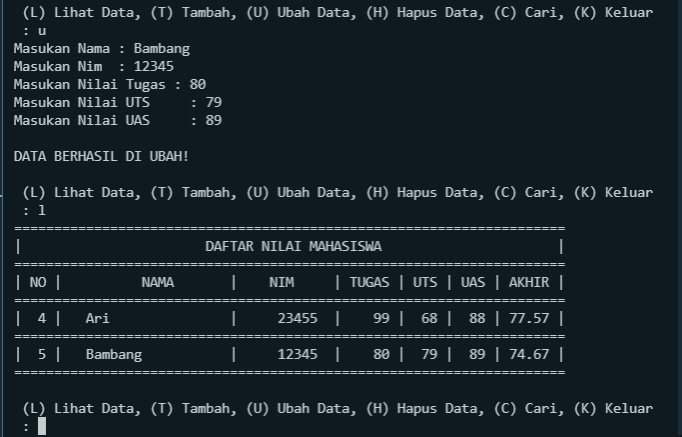 (L) Lihat Data, (T) Tambah, (U) Ubah Data, (H) Hapus Data, (C) Cari, (K) Keluar
: u
Masukan Nama : Bambang
Masukan Nim  : 12345
Masukan Nilai Tugas : 80
Masukan Nilai UTS     : 79
Masukan Nilai UAS     : 89
DATA BERHASIL DI UBAH!
(L) Lihat Data, (T) Tambah, (U) Ubah Data, (H) Hapus Data, (C) Cari, (K) Keluar
: l
=====================================================================
|                       DAFTAR NILAI MAHASISWA                      |
=====================================================================
| NO |          NAMA       |    NIM     | TUGAS | UTS | UAS | AKHIR |
=====================================================================
|  4 |   Ari               |     23455  |    99 |  68 |  88 | 77.57 |
=====================================================================
|  5 |   Bambang           |     12345  |    80 |  79 |  89 | 74.67 |
=====================================================================
(L) Lihat Data, (T) Tambah, (U) Ubah Data, (H) Hapus Data, (C) Cari, (K) Keluar
: